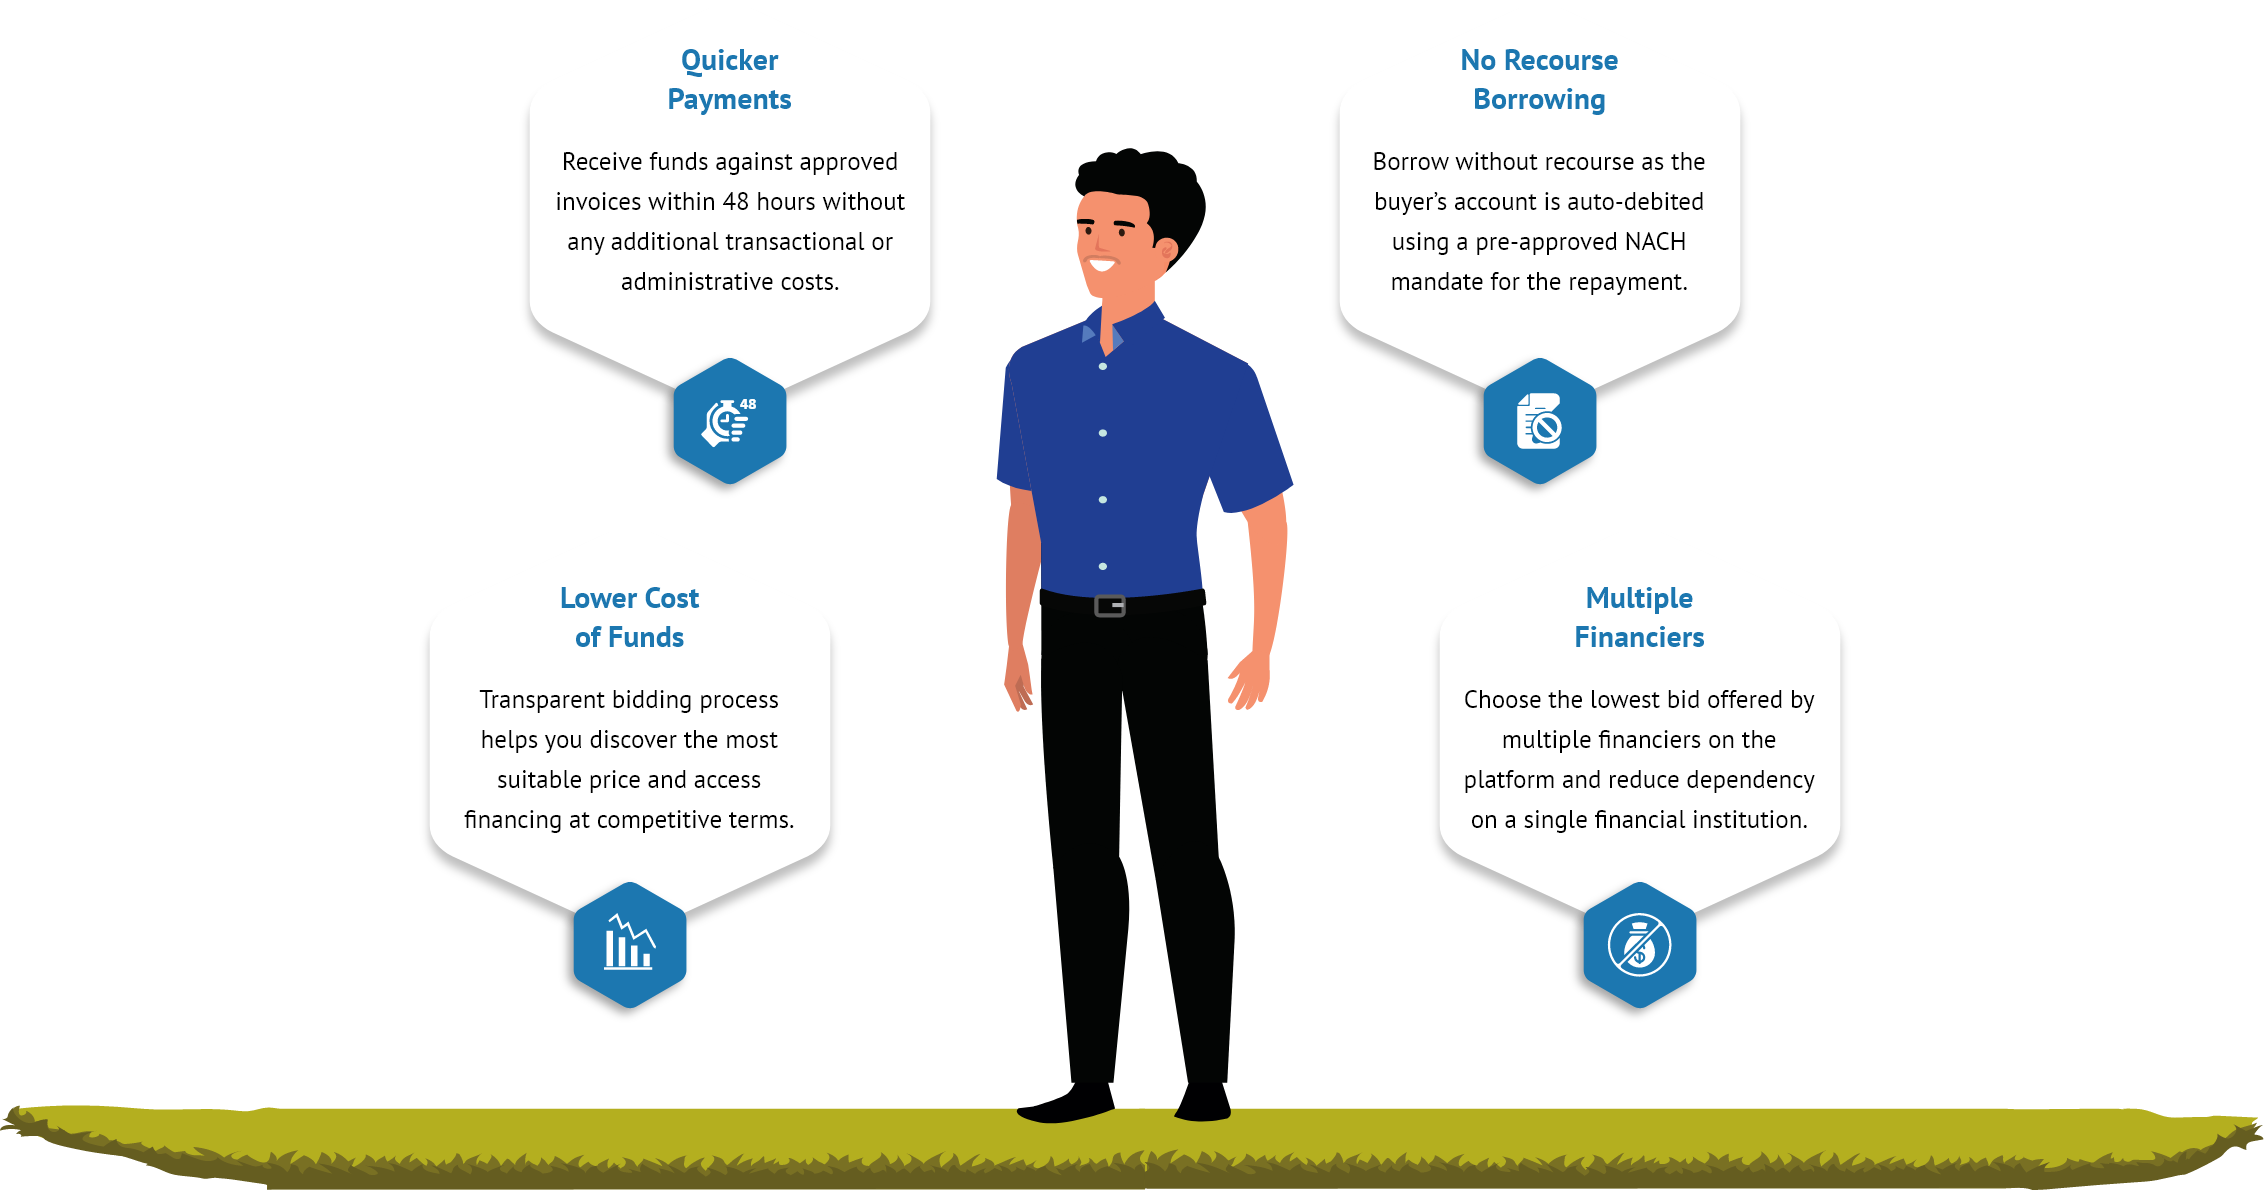 Quicker
Payments
Receive funds against approved
invoices within 48 hours without
any additional transactional or
administrative costs.
48
No Recourse
Borrowing
Borrow without recourse as the
buyer’s account is auto-debited
using a pre-approved NACH
mandate for the repayment.
Lower Cost
of Funds
Transparent bidding process
helps you discover the most
suitable price and access
financing at competitive terms.
Multiple
Financiers
Choose the lowest bid offered by
multiple financiers on the
platform and reduce dependency
on a single financial institution.
$